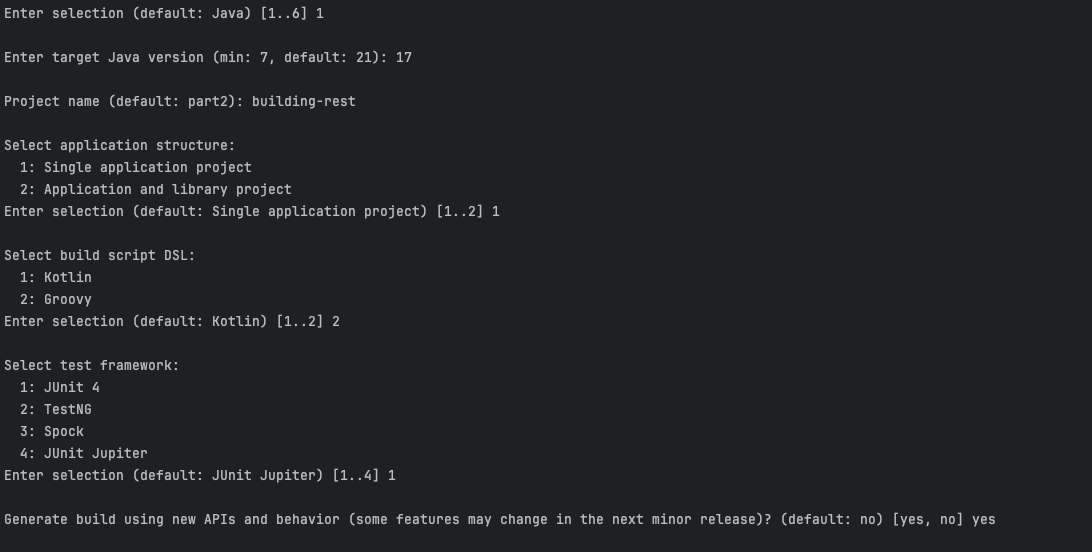 Enter selection (default: Java) [1..6] 1
Enter target Java version (min: 7, default: 21): 17
Project name (default: part2): building-rest
Select application structure:
  1: Single application project
  2: Application and library project
Enter selection (default: Single application project) [1..2] 1
Select build script DSL:
  1: Kotlin
  2: Groovy
Enter selection (default: Kotlin) [1..2] 2
Select test framework:
  1: JUnit 4
  2: TestNG
  3: Spock
  4: JUnit Jupiter
Enter selection (default: JUnit Jupiter) [1..4] 1
Generate build using new APIs and behavior (some features may change in the next minor release)? (default: no) [yes, no] yes